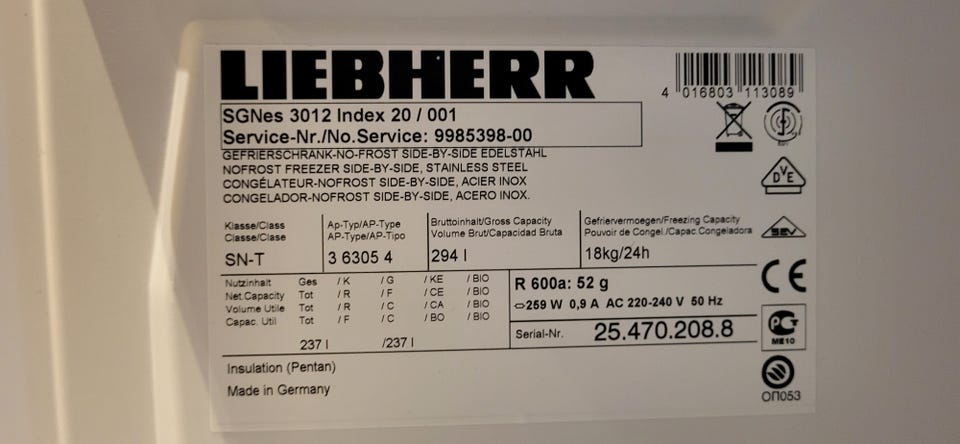 LIEBHERR
4 016803 113089
SGNes 3012 Index 20 / 001
Service-Nr./No.Service: 9985398-00
GEFRIERSCHRANK-NO-FROST SIDE-BY-SIDE EDELSTAHL
NOFROST FREEZER SIDE-BY-SIDE, STAINLESS STEEL
CONGÉLATEUR-NOFROST SIDE-BY-SIDE, ACIER INOX
CONGELADOR-NOFROST SIDE-BY-SIDE, ACERO INOX.
DVE
Klasse/Class
Classe/Clase
SN-T
Ap-Typ/AP-Type
AP-Type/AP-Tipo
3 6305 4
Bruttoinhalt/Gross Capacity
Volume Brut/Capacidad Bruta
294 l
Gefriervermoegen/Freezing Capacity
Pouvoir de Congel./Capac.Congeladora
18kg/24h
SEV
Nutzinhalt Ges / K / G / KE / BIO
Net.Capacity Tot / R / F / CE / BIO
Volume Utile Tot / R / C / CA / BIO
Capac. Util Tot / F / C / BO / BIO
237 l /237 l
R 600a: 52 g
259 W 0,9 A AC 220-240 V 50 Hz
Serial-Nr. 25.470.208.8
CE
РСТ
ME10
Insulation (Pentan)
Made in Germany
ОП053